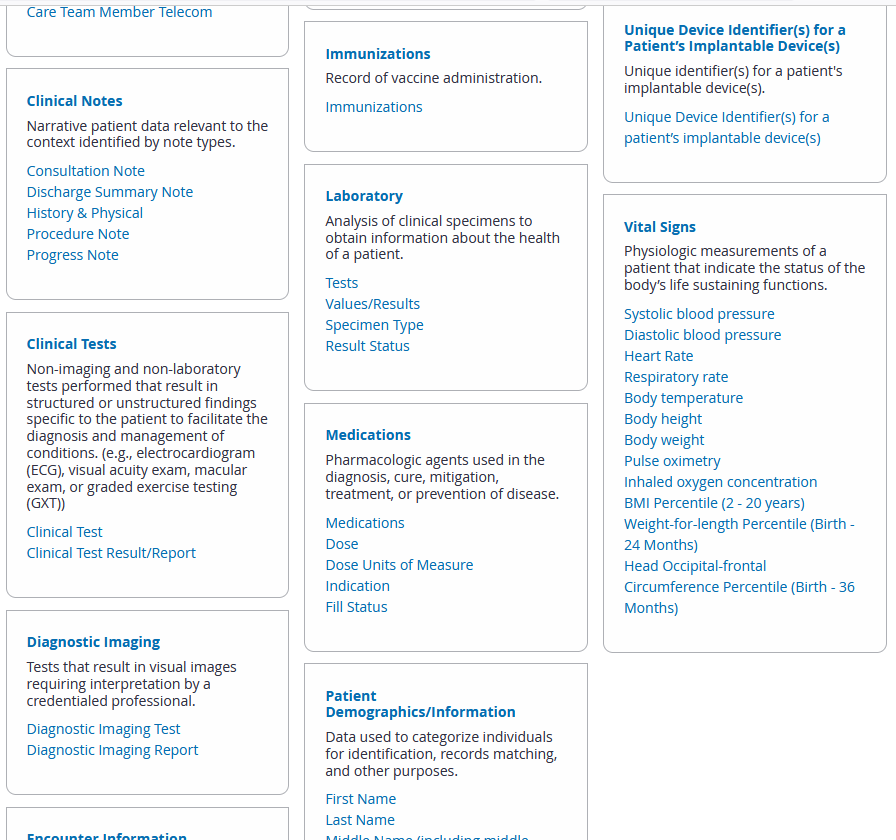 Care Team Member Telecom
Clinical Notes
Narrative patient data relevant to the
context identified by note types.
Consultation Note
Discharge Summary Note
History & Physical
Procedure Note
Progress Note
Clinical Tests
Non-imaging and non-laboratory
tests performed that result in
structured or unstructured findings
specific to the patient to facilitate the
diagnosis and management of
conditions. (e.g., electrocardiogram
(ECG), visual acuity exam, macular
exam, or graded exercise testing
(GXT))
Clinical Test
Clinical Test Result/Report
Diagnostic Imaging
Tests that result in visual images
requiring interpretation by a
credentialed professional.
Diagnostic Imaging Test
Diagnostic Imaging Report
Encounter Information
Immunizations
Record of vaccine administration.
Immunizations
Laboratory
Analysis of clinical specimens to
obtain information about the health
of a patient.
Tests
Values/Results
Specimen Type
Result Status
Medications
Pharmacologic agents used in the
diagnosis, cure, mitigation,
treatment, or prevention of disease.
Medications
Dose
Dose Units of Measure
Indication
Fill Status
Patient
Demographics/Information
Data used to categorize individuals
for identification, records matching,
and other purposes.
First Name
Last Name
Middle Name (including middle
Unique Device Identifier(s) for a
Patient’s Implantable Device(s)
Unique identifier(s) for a patient's
implantable device(s).
Unique Device Identifier(s) for a
patient’s implantable device(s)
Vital Signs
Physiologic measurements of a
patient that indicate the status of the
body’s life sustaining functions.
Systolic blood pressure
Diastolic blood pressure
Heart Rate
Respiratory rate
Body temperature
Body height
Body weight
Pulse oximetry
Inhaled oxygen concentration
BMI Percentile (2 - 20 years)
Weight-for-length Percentile (Birth -
24 Months)
Head Occipital-frontal
Circumference Percentile (Birth - 36
Months)